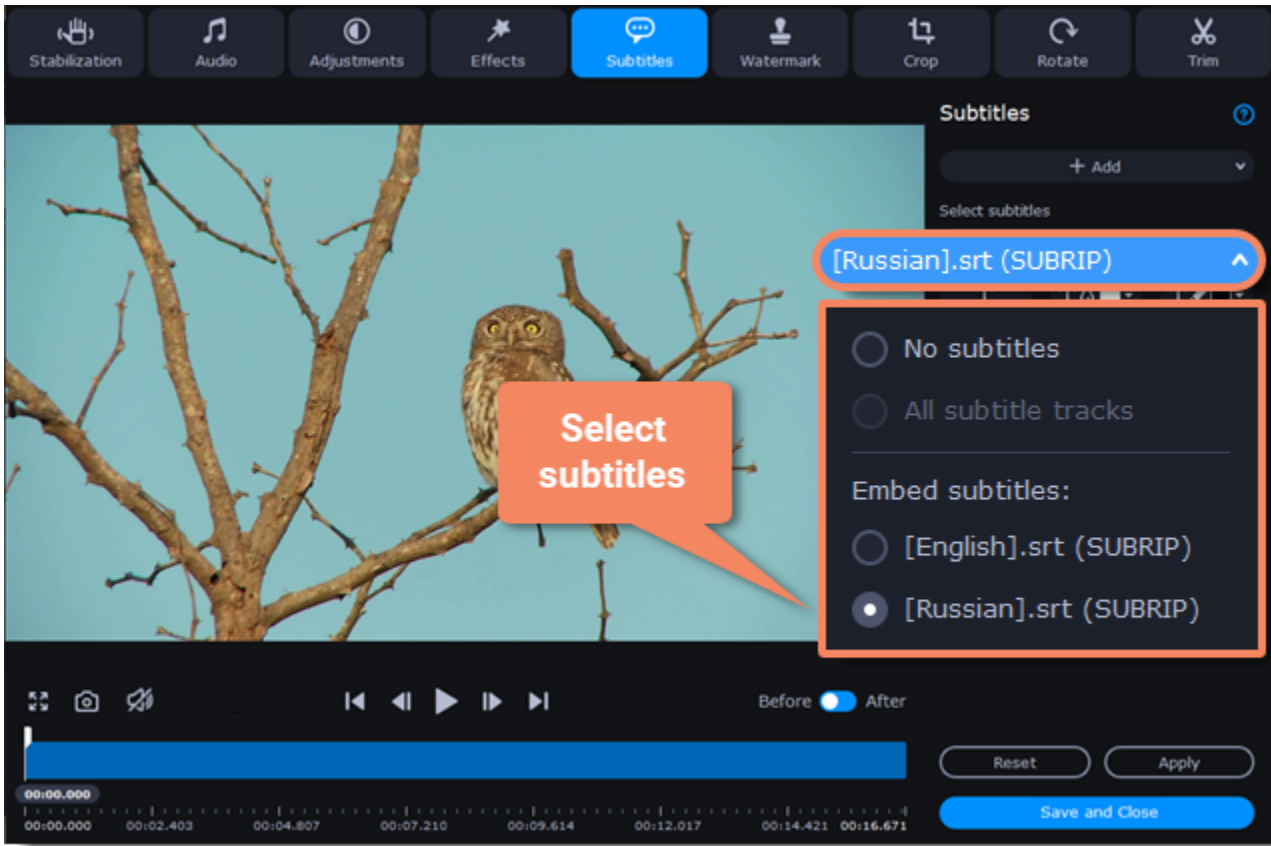 Stabilization
Audio
Adjustments
Effects
Subtitles
Watermark
Crop
Rotate
Trim
Subtitles
?
+ Add
Select subtitles
[Russian].srt (SUBRIP)
No subtitles
All subtitle tracks
Embed subtitles:
[English].srt (SUBRIP)
[Russian].srt (SUBRIP)
Select
subtitles
Before
After
Reset
Apply
00:00.000
00:00.000 00:02.403 00:04.807 00:07.210 00:09.614 00:12.017 00:14.421 00:16.671
Save and Close